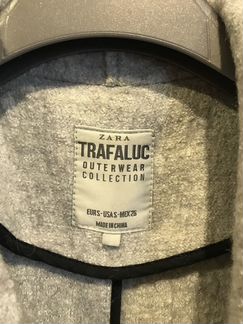 ZARA
TRAFALUC
OUTERWEAR
COLLECTION
EUR S - USA S - MEX 26
MADE IN CHINA